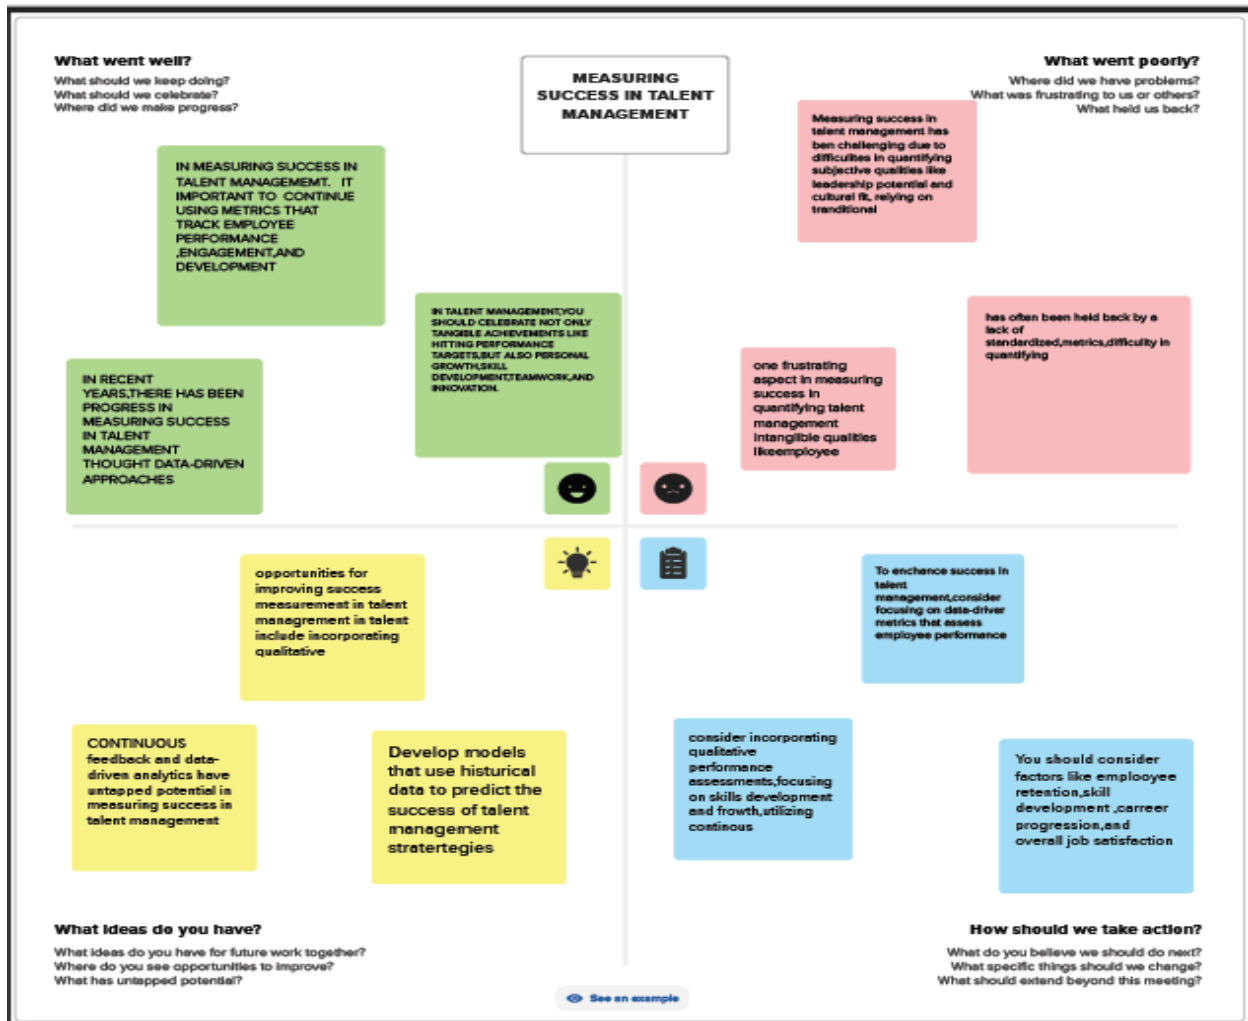 What went well?
What should we keep doing?
What should we celebrate?
Where did we make progress?
MEASURING
SUCCESS IN TALENT
MANAGEMENT
What went poorly?
Where did we have problems?
What was frustrating to us or others?
What held us back?
IN MEASURING SUCCESS IN
TALENT MANAGEMEMT. IT
IMPORTANT TO CONTINUE
USING METRICS THAT
TRACK EMPLOYEE
PERFORMANCE
,ENGAGEMENT,AND
DEVELOPMENT
IN TALENT MANAGEMENT,YOU
SHOULD CELEBRATE NOT ONLY
TANGIBLE ACHIEVEMENTS LIKE
HITTING PERFORMANCE
TARGETS,BUT ALSO PERSONAL
GROWTH,SKILL
DEVELOPMENT,TEAMWORK,AND
INNOVATION.
IN RECENT
YEARS,THERE HAS BEEN
PROGRESS IN
MEASURING SUCCESS
IN TALENT
MANAGEMENT
THOUGHT DATA-DRIVEN
APPROACHES
Measuring success in
talent management has
ben challenging due to
difficulites in quantifying
subjective qualities like
leadership potential and
cultural fit, relying on
tranditional
has often been held back by a
lack of
standardized,metrics,difficulity in
quantifying
one frustrating
aspect in measuring
success in
quantifying talent
management
intangible qualities
likeemployee
opportunities for
improving success
measurement in talent
managrement in talent
include incorporating
qualitative
CONTINUOUS
feedback and data-
driven analytics have
untapped potential in
measuring success in
talent management
Develop models
that use historical
data to predict the
success of talent
management
stratertegies
To enchance success in
talent
management,consider
focusing on data-driver
metrics that assess
employee performance
consider incorporating
qualitative
performance
assessments,focusing
on skills development
and frowth,utilizing
continous
You should consider
factors like emplooyee
retention,skill
development ,carreer
progression,and
overall job satisfaction
What ideas do you have?
What ideas do you have for future work together?
Where do you see opportunities to improve?
What has untapped potential?
How should we take action?
What do you believe we should do next?
What specific things should we change?
What should extend beyond this meeting?
See an example